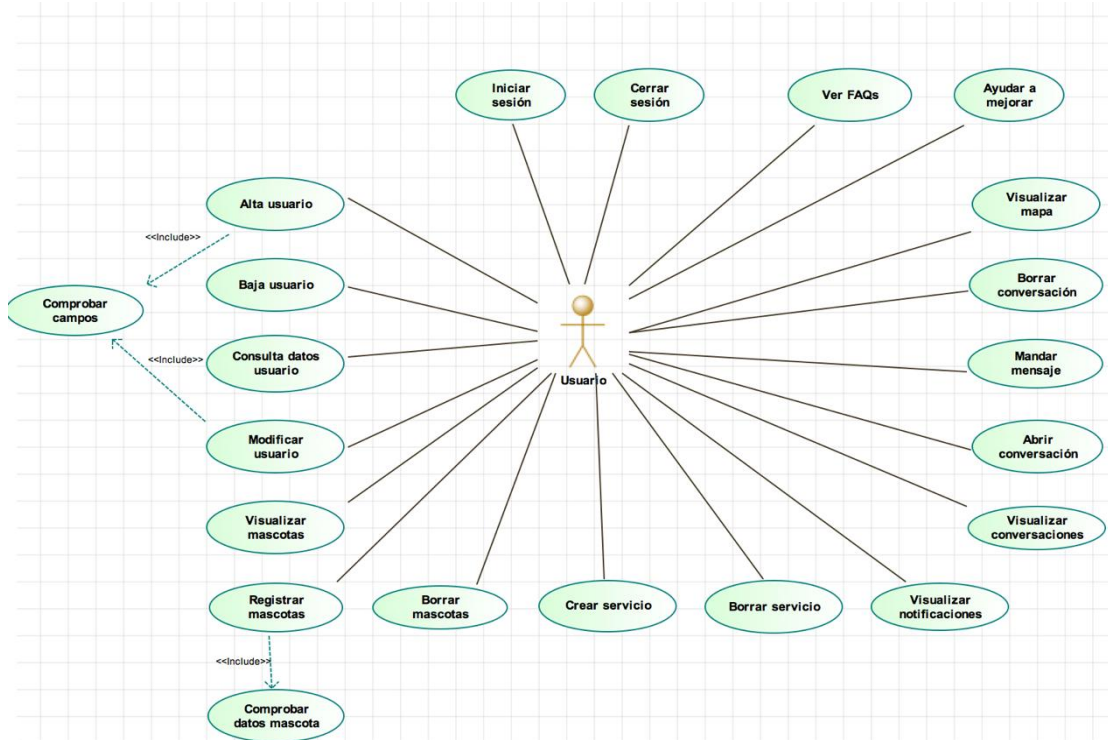 Iniciar
sesión
Cerrar
sesión
Ver FAQs
Ayudar a
mejorar
Alta usuario
Visualizar
mapa
<<Include>>
Baja usuario
Borrar
conversación
Comprobar
campos
<<Include>>
Consulta datos
usuario
Usuario
Mandar
mensaje
Modificar
usuario
Abrir
conversación
Visualizar
mascotas
Visualizar
conversaciones
Registrar
mascotas
Borrar
mascotas
Crear servicio
Borrar servicio
Visualizar
notificaciones
<<Include>>
Comprobar
datos mascota